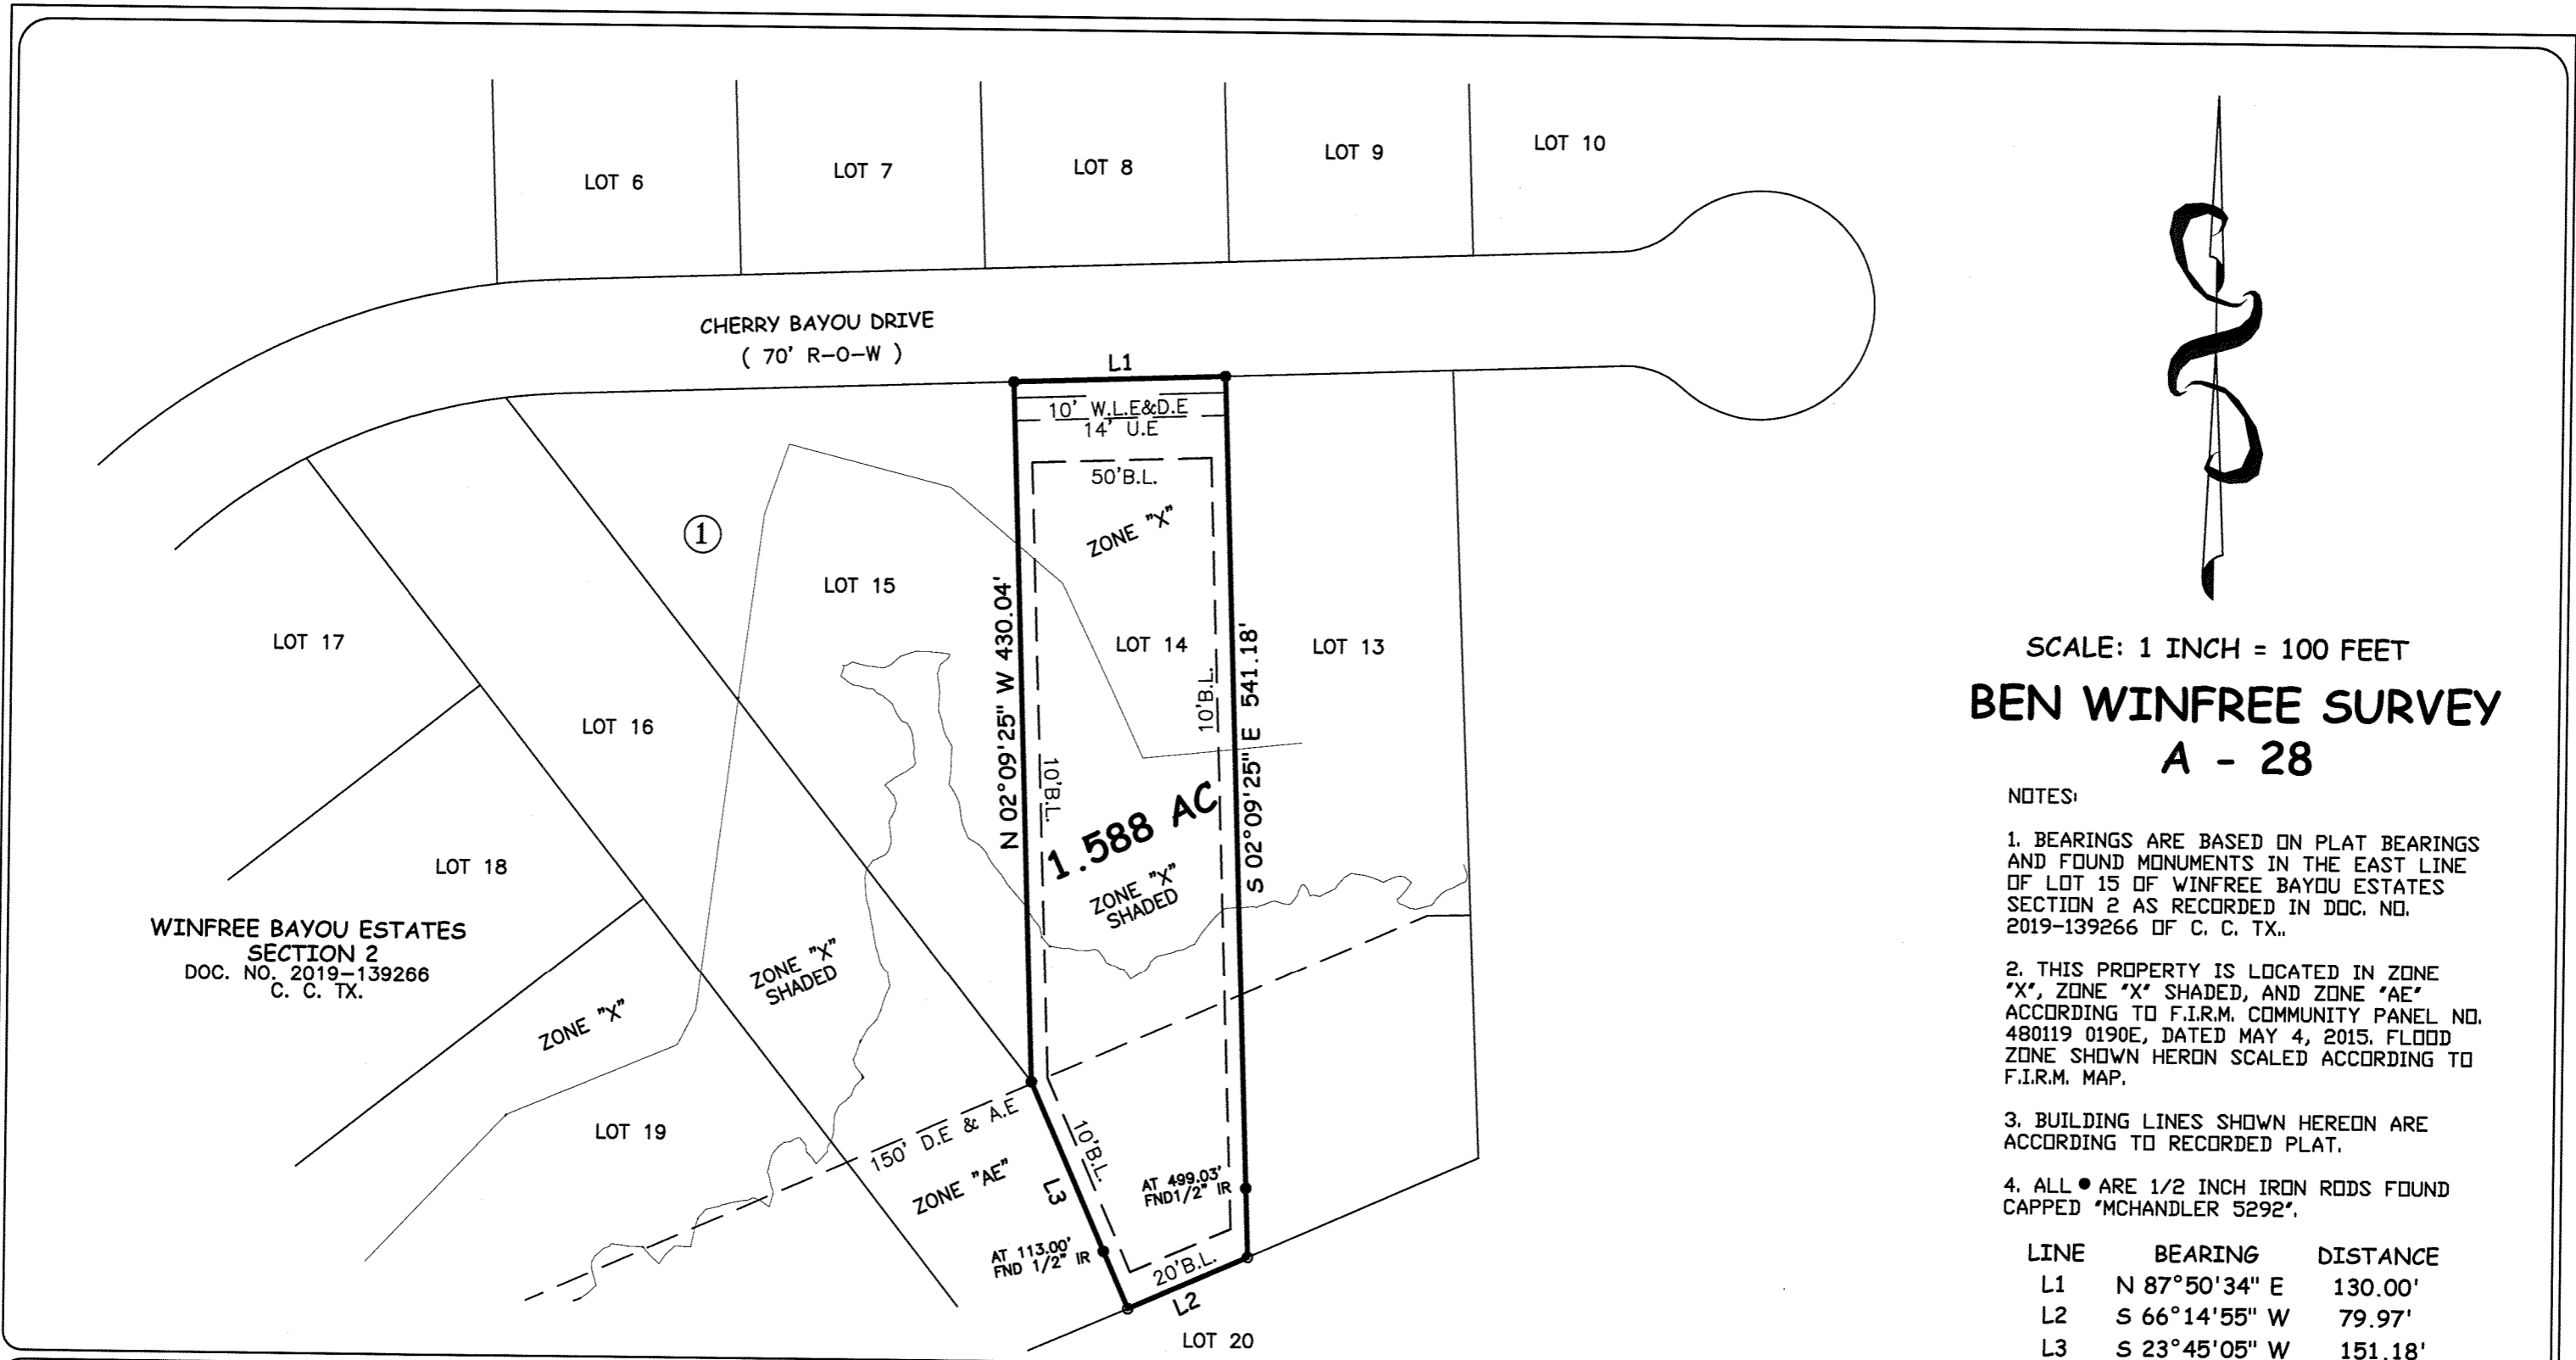 LOT 6
LOT 7
LOT 8
LOT 9
LOT 10
CHERRY BAYOU DRIVE
( 70' R-O-W )
L1
10' W.L.E&D.E
14' U.E
50'B.L.
ZONE "X"
1
LOT 15
LOT 14
LOT 13
LOT 17
LOT 16
LOT 18
N 02°09'25" W 430.04'
S 02°09'25" E 541.18'
10'B.L.
10'B.L.
1.588 AC
ZONE "X"
SHADED
WINFREE BAYOU ESTATES
SECTION 2
DOC. NO. 2019-139266
C. C. TX.
ZONE "X"
SHADED
ZONE "X"
LOT 19
150' D.E & A.E
ZONE "AE"
10'B.L.
L3
AT 499.03'
FND1/2" IR
AT 113.00'
FND 1/2" IR
20'B.L.
L2
LOT 20
SCALE: 1 INCH = 100 FEET
BEN WINFREE SURVEY
A - 28
NOTES:
1. BEARINGS ARE BASED ON PLAT BEARINGS
AND FOUND MONUMENTS IN THE EAST LINE
OF LOT 15 OF WINFREE BAYOU ESTATES
SECTION 2 AS RECORDED IN DOC. NO.
2019-139266 OF C. C. TX..
2. THIS PROPERTY IS LOCATED IN ZONE
"X", ZONE "X" SHADED, AND ZONE "AE"
ACCORDING TO F.I.R.M. COMMUNITY PANEL NO.
480119 0190E, DATED MAY 4, 2015. FLOOD
ZONE SHOWN HERON SCALED ACCORDING TO
F.I.R.M. MAP.
3. BUILDING LINES SHOWN HEREON ARE
ACCORDING TO RECORDED PLAT.
4. ALL ● ARE 1/2 INCH IRON RODS FOUND
CAPPED "MCHANDLER 5292".
LINE BEARING DISTANCE
L1 N 87°50'34" E 130.00'
L2 S 66°14'55" W 79.97'
L3 S 23°45'05" W 151.18'